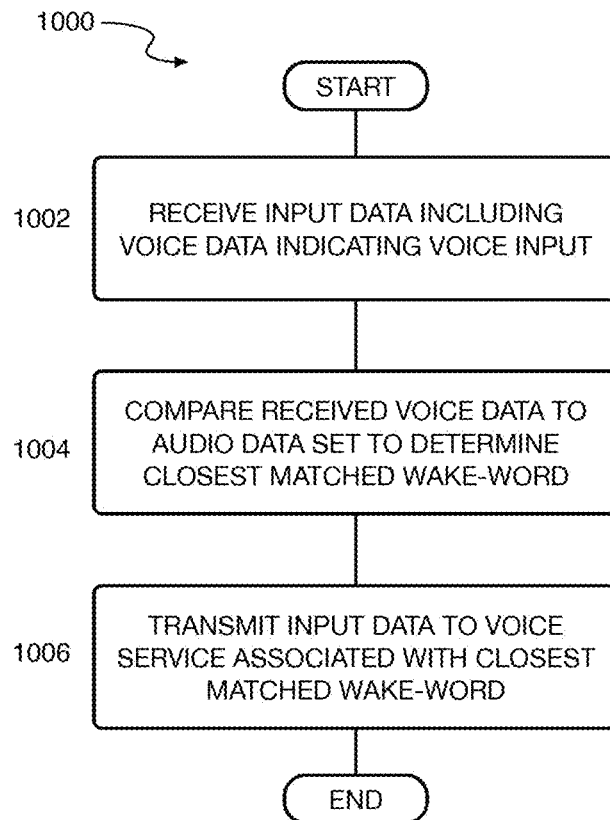 1000
START
1002
RECEIVE INPUT DATA INCLUDING
VOICE DATA INDICATING VOICE INPUT
1004
COMPARE RECEIVED VOICE DATA TO
AUDIO DATA SET TO DETERMINE
CLOSEST MATCHED WAKE-WORD
1006
TRANSMIT INPUT DATA TO VOICE
SERVICE ASSOCIATED WITH CLOSEST
MATCHED WAKE-WORD
END